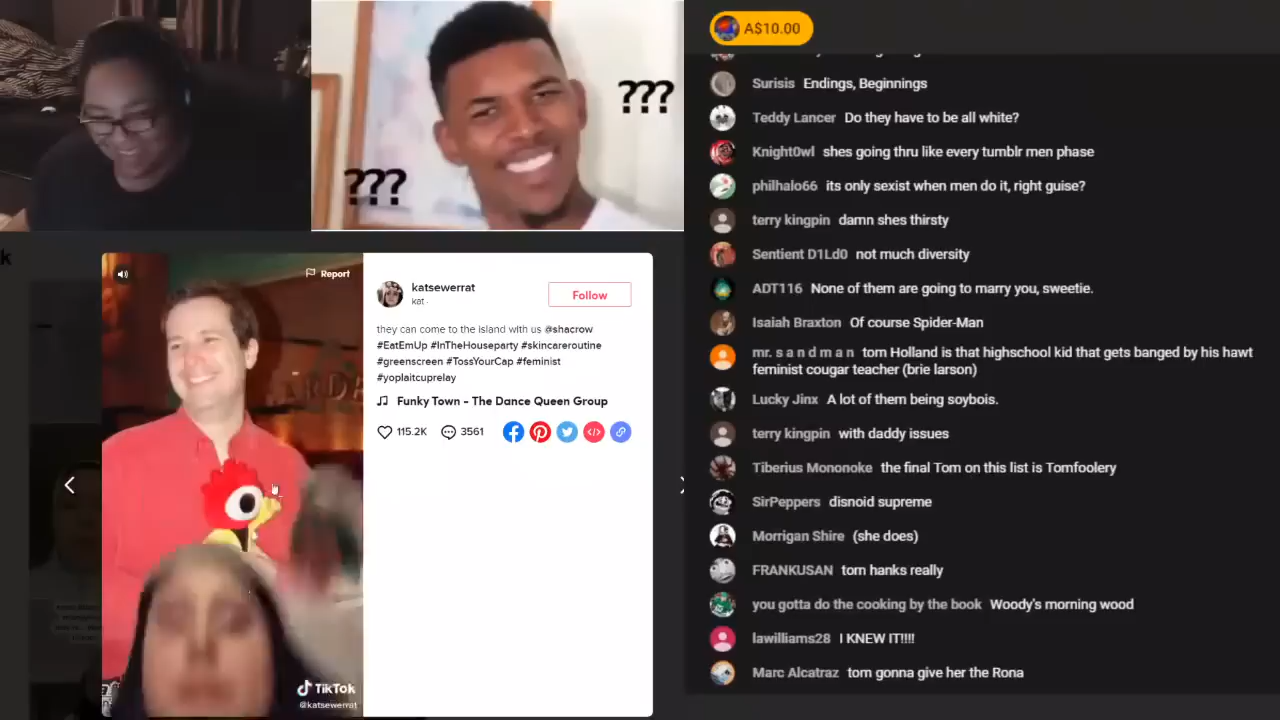 ???
???
k
Report
katsewerrat
kat ·
Follow
they can come to the island with us @shacrow
#EatEmUp #InTheHouseparty #skincareroutine
#greenscreen #TossYourCap #feminist
#yoplaitcuprelay
Funky Town - The Dance Queen Group
115.2K
3561
TikTok
@katsewerrat
A$10.00
Surisis Endings, Beginnings
Teddy Lancer Do they have to be all white?
Knight0wl shes going thru like every tumblr men phase
philhalo66 its only sexist when men do it, right guise?
terry kingpin damn shes thirsty
Sentient D1Ld0 not much diversity
ADT116 None of them are going to marry you, sweetie.
Isaiah Braxton Of course Spider-Man
mr. s a n d m a n tom Holland is that highschool kid that gets banged by his hawt
feminist cougar teacher (brie larson)
Lucky Jinx A lot of them being soybois.
terry kingpin with daddy issues
Tiberius Mononoke the final Tom on this list is Tomfoolery
SirPeppers disnoid supreme
Morrigan Shire (she does)
FRANKUSAN tom hanks really
you gotta do the cooking by the book Woody's morning wood
lawilliams28 I KNEW IT!!!!
Marc Alcatraz tom gonna give her the Rona